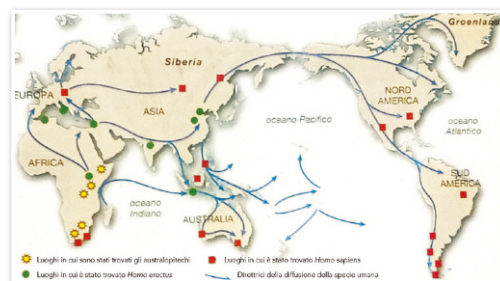 Groenlandia
Siberia
EUROPA
ASIA
NORD
AMERICA
oceano Pacifico
oceano
Atlantico
AFRICA
SUD
AMERICA
oceano
Indiano
AUSTRALIA
Luoghi in cui sono stati trovati gli australopitechi
Luoghi in cui è stato trovato Homo sapiens
Luoghi in cui è stato trovato Homo erectus
Direttrici della diffusione della specie umana